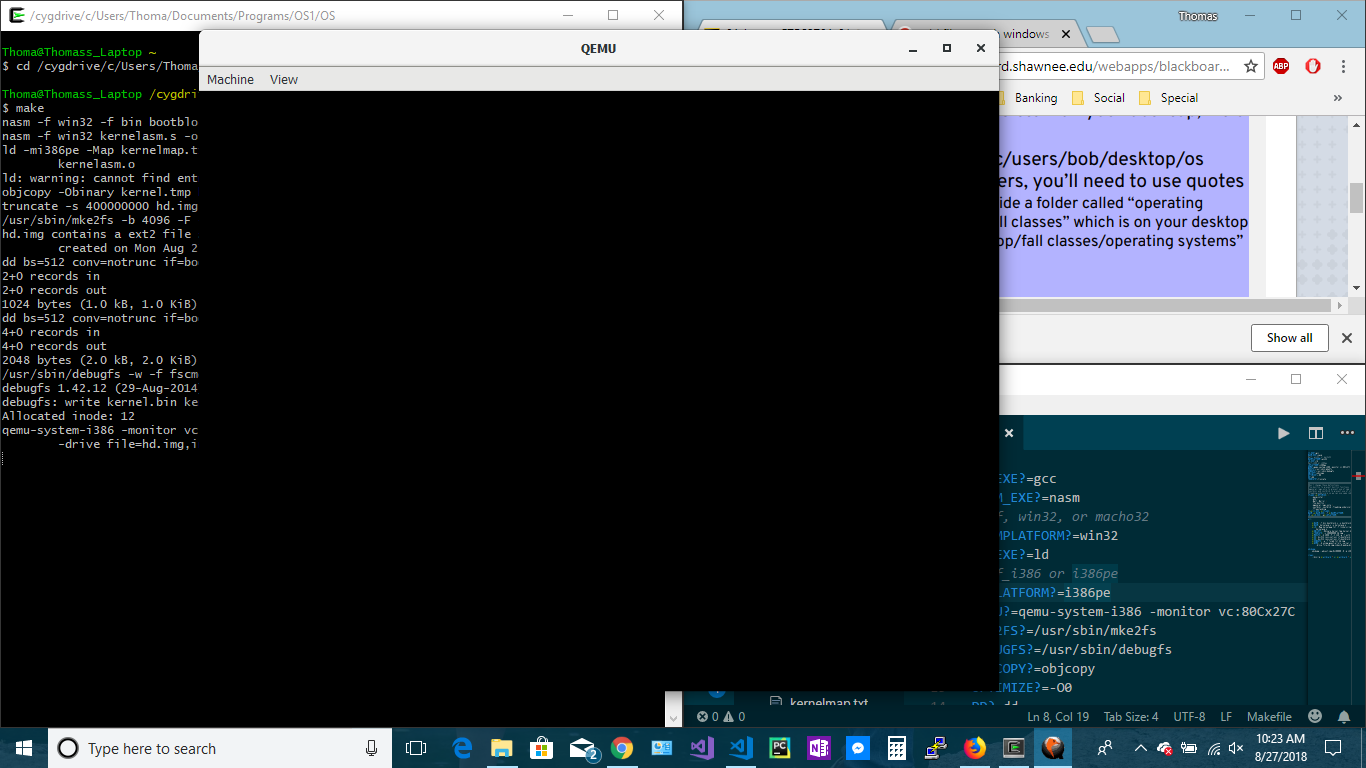 /cygdrive/c/Users/Thoma/Documents/Programs/OS1/OS
Thoma@Thomass_Laptop ~
$ cd /cygdrive/c/Users/Thoma
Thoma@Thomass_Laptop /cygdri
$ make
nasm -f win32 -f bin bootblo
nasm -f win32 kernelasm.s -o
ld -mi386pe -Map kernelmap.t
kernelasm.o
ld: warning: cannot find ent
objcopy -Obinary kernel.tmp
truncate -s 400000000 hd.img
/usr/sbin/mke2fs -b 4096 -F
hd.img contains a ext2 file
created on Mon Aug 2
dd bs=512 conv=notrunc if=bo
2+0 records in
2+0 records out
1024 bytes (1.0 kB, 1.0 KiB)
dd bs=512 conv=notrunc if=bo
4+0 records in
4+0 records out
2048 bytes (2.0 kB, 2.0 KiB)
/usr/sbin/debugfs -w -f fscm
debugfs 1.42.12 (29-Aug-2014
debugfs: write kernel.bin ke
Allocated inode: 12
qemu-system-i386 -monitor vc
-drive file=hd.img,i
QEMU
Machine View
Thomas
windows
rd.shawnee.edu/webapps/blackboar...
ABP
Banking Social Special »
c/users/bob/desktop/os
ers, you'll need to use quotes
ide a folder called "operating
ll classes" which is on your desktop
op/fall classes/operating systems"
Show all
EXE?=gcc
M_EXE?=nasm
f, win32, or macho32
MPLATFORM?=win32
EXE?=ld
f_i386 or i386pe
LATFORM?=i386pe
U?=qemu-system-i386 -monitor vc:80Cx27C
2FS?=/usr/sbin/mke2fs
UGFS?=/usr/sbin/debugfs
COPY?=objcopy
TIMIZE?=-O0
DD?=dd
kernelmap.txt
0 0 Ln 8, Col 19 Tab Size: 4 UTF-8 LF Makefile
Type here to search
2
PC
N
10:23 AM
8/27/2018